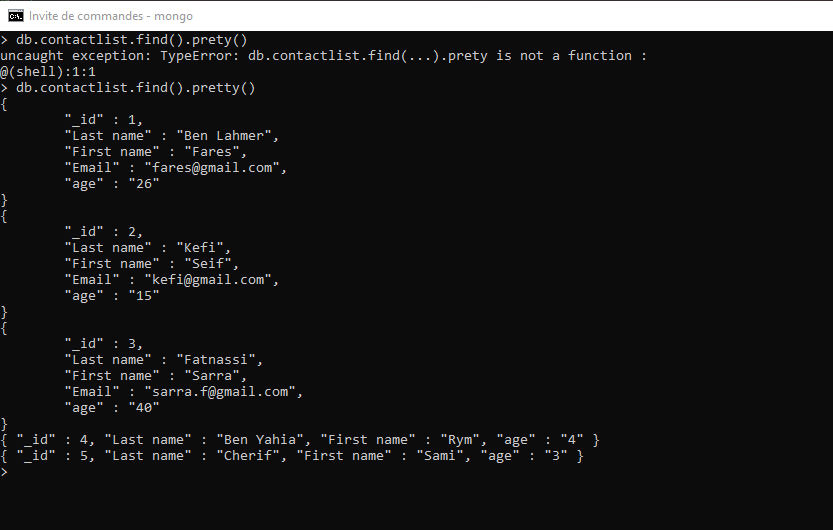 Invite de commandes - mongo
> db.contactlist.find().prety()
uncaught exception: TypeError: db.contactlist.find(...).prety is not a function :
@(shell):1:1
> db.contactlist.find().pretty()
{
        "_id" : 1,
        "Last name" : "Ben Lahmer",
        "First name" : "Fares",
        "Email" : "fares@gmail.com",
        "age" : "26"
}
{
        "_id" : 2,
        "Last name" : "Kefi",
        "First name" : "Seif",
        "Email" : "kefi@gmail.com",
        "age" : "15"
}
{
        "_id" : 3,
        "Last name" : "Fatnassi",
        "First name" : "Sarra",
        "Email" : "sarra.f@gmail.com",
        "age" : "40"
}
{ "_id" : 4, "Last name" : "Ben Yahia", "First name" : "Rym", "age" : "4" }
{ "_id" : 5, "Last name" : "Cherif", "First name" : "Sami", "age" : "3" }
>